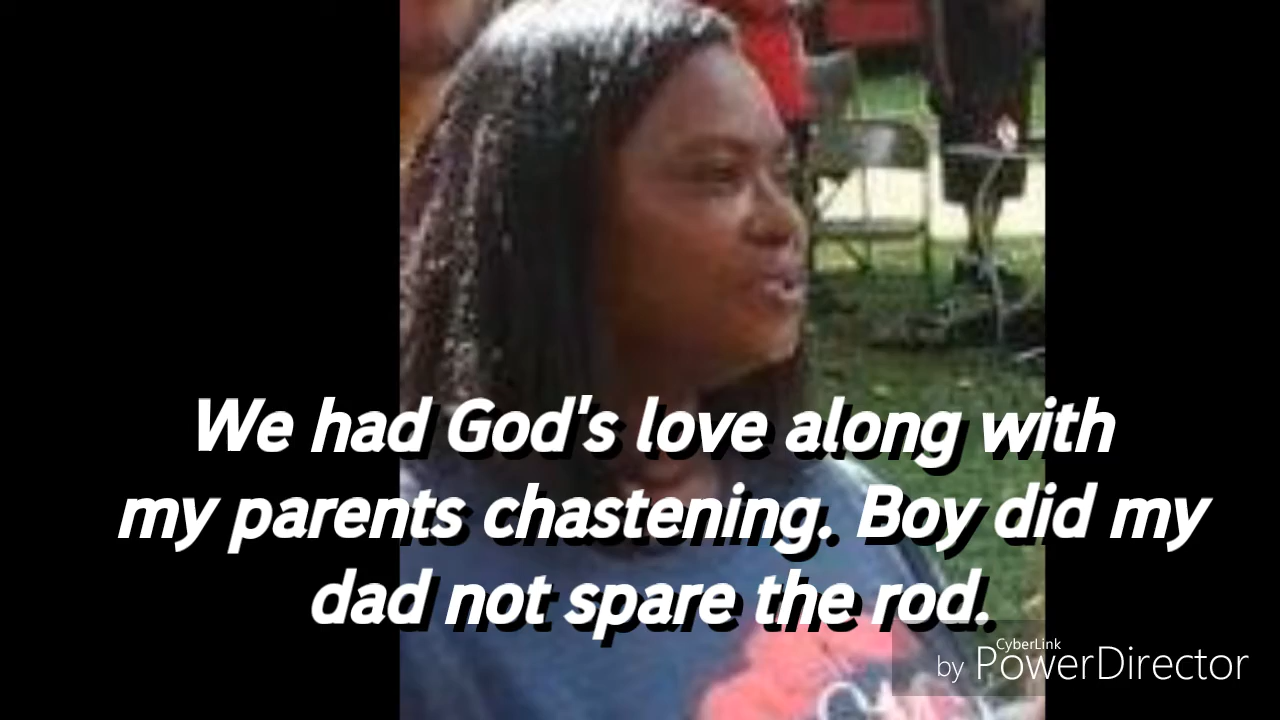 We had God's love along with
my parents chastening. Boy did my
dad not spare the rod.
CyberLink
by PowerDirector